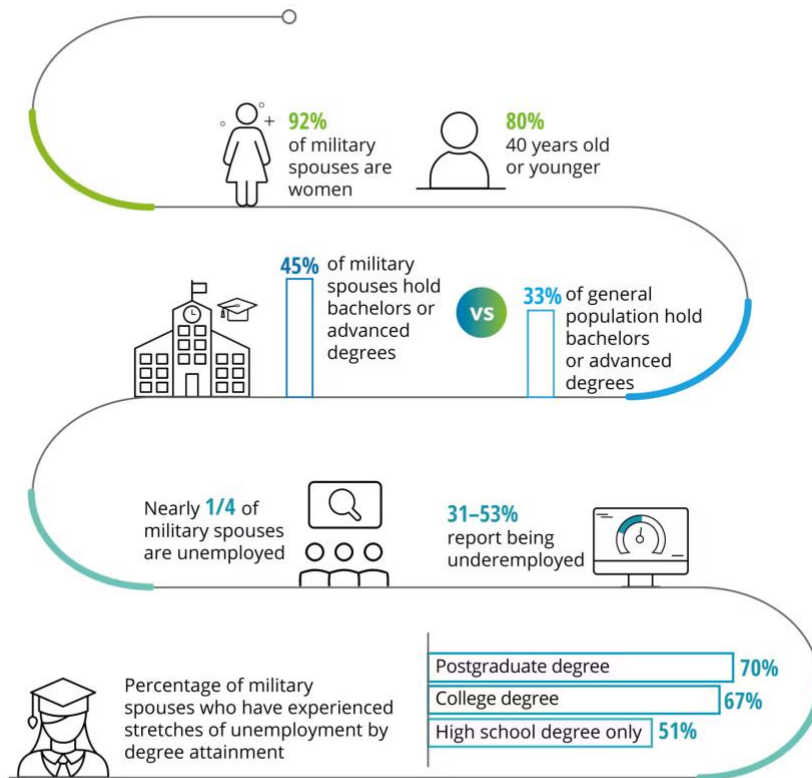 92%
of military
spouses are
women
80%
40 years old
or younger
45% of military
spouses hold
bachelors or
advanced
degrees
vs
33% of general
population hold
bachelors
or advanced
degrees
Nearly 1/4 of
military spouses
are unemployed
31–53%
report being
underemployed
Percentage of military
spouses who have experienced
stretches of unemployment by
degree attainment
Postgraduate degree 70%
College degree 67%
High school degree only 51%